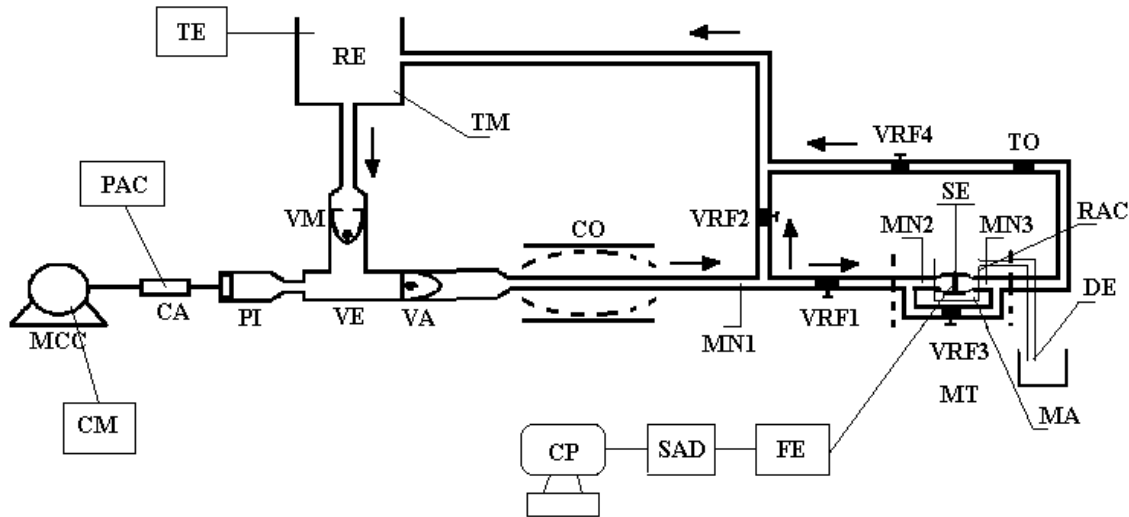 TE
RE
TM
VRF4
TO
PAC
VM
VRF2
CO
SE
RAC
MN2
MN3
CA
PI
VE
VA
MN1
VRF1
DE
MCC
VRF3
MT
MA
CM
CP
SAD
FE